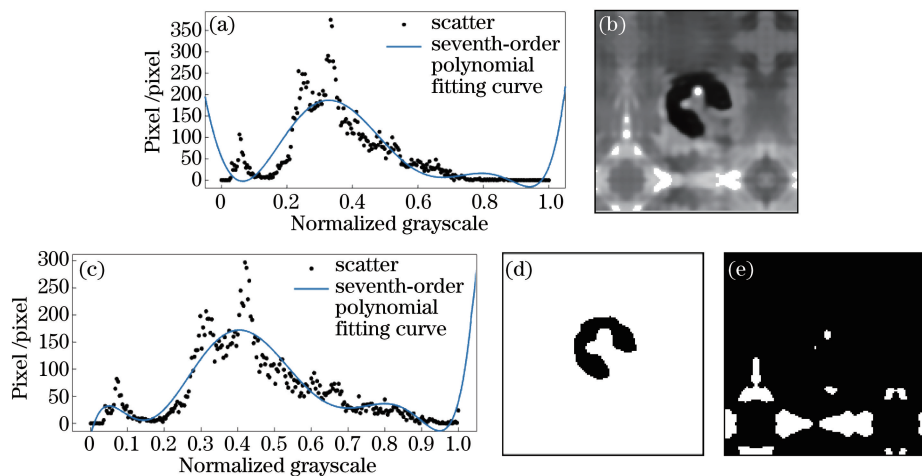 (a)
scatter
seventh-order
polynomial
fitting curve
350
300
250
200
150
100
50
0
Pixel /pixel
0
0.2
0.4
0.6
0.8
1.0
Normalized grayscale
(b)
(c)
scatter
seventh-order
polynomial
fitting curve
300
250
200
150
100
50
0
Pixel /pixel
0
0.1
0.2
0.3
0.4
0.5
0.6
0.7
0.8
0.9
1.0
Normalized grayscale
(d)
(e)